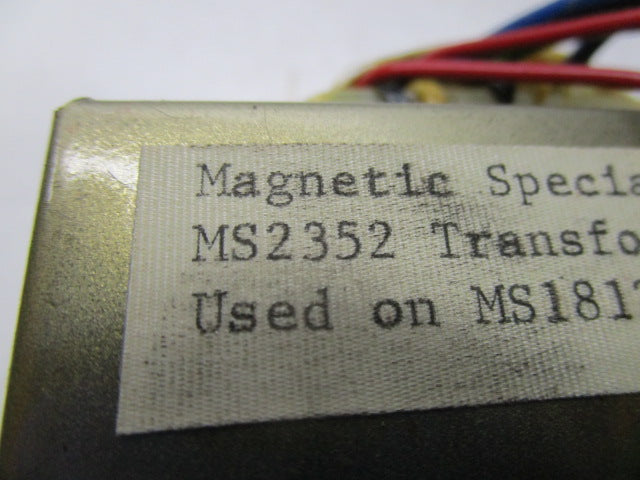 Magnetic Specia
MS2352 Transfo
Used on MS181